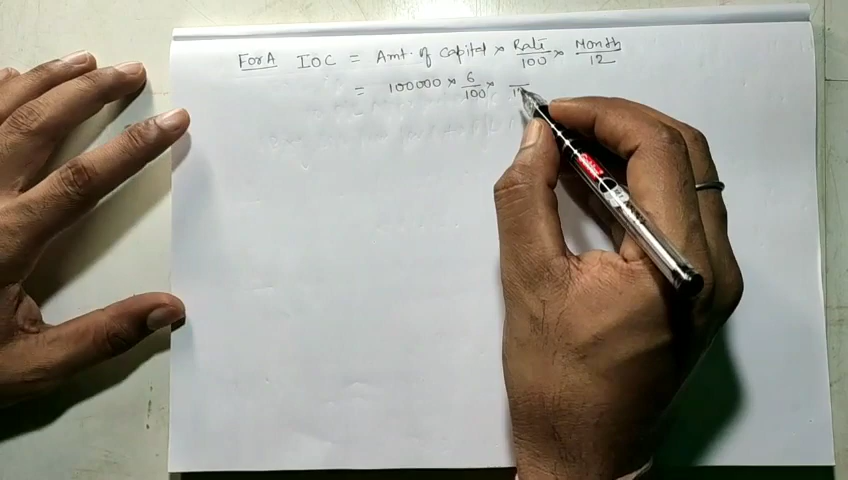 For A IOC = Amt. of Capital × Rate/100 × Month/12
= 100000 × 6/100 ×